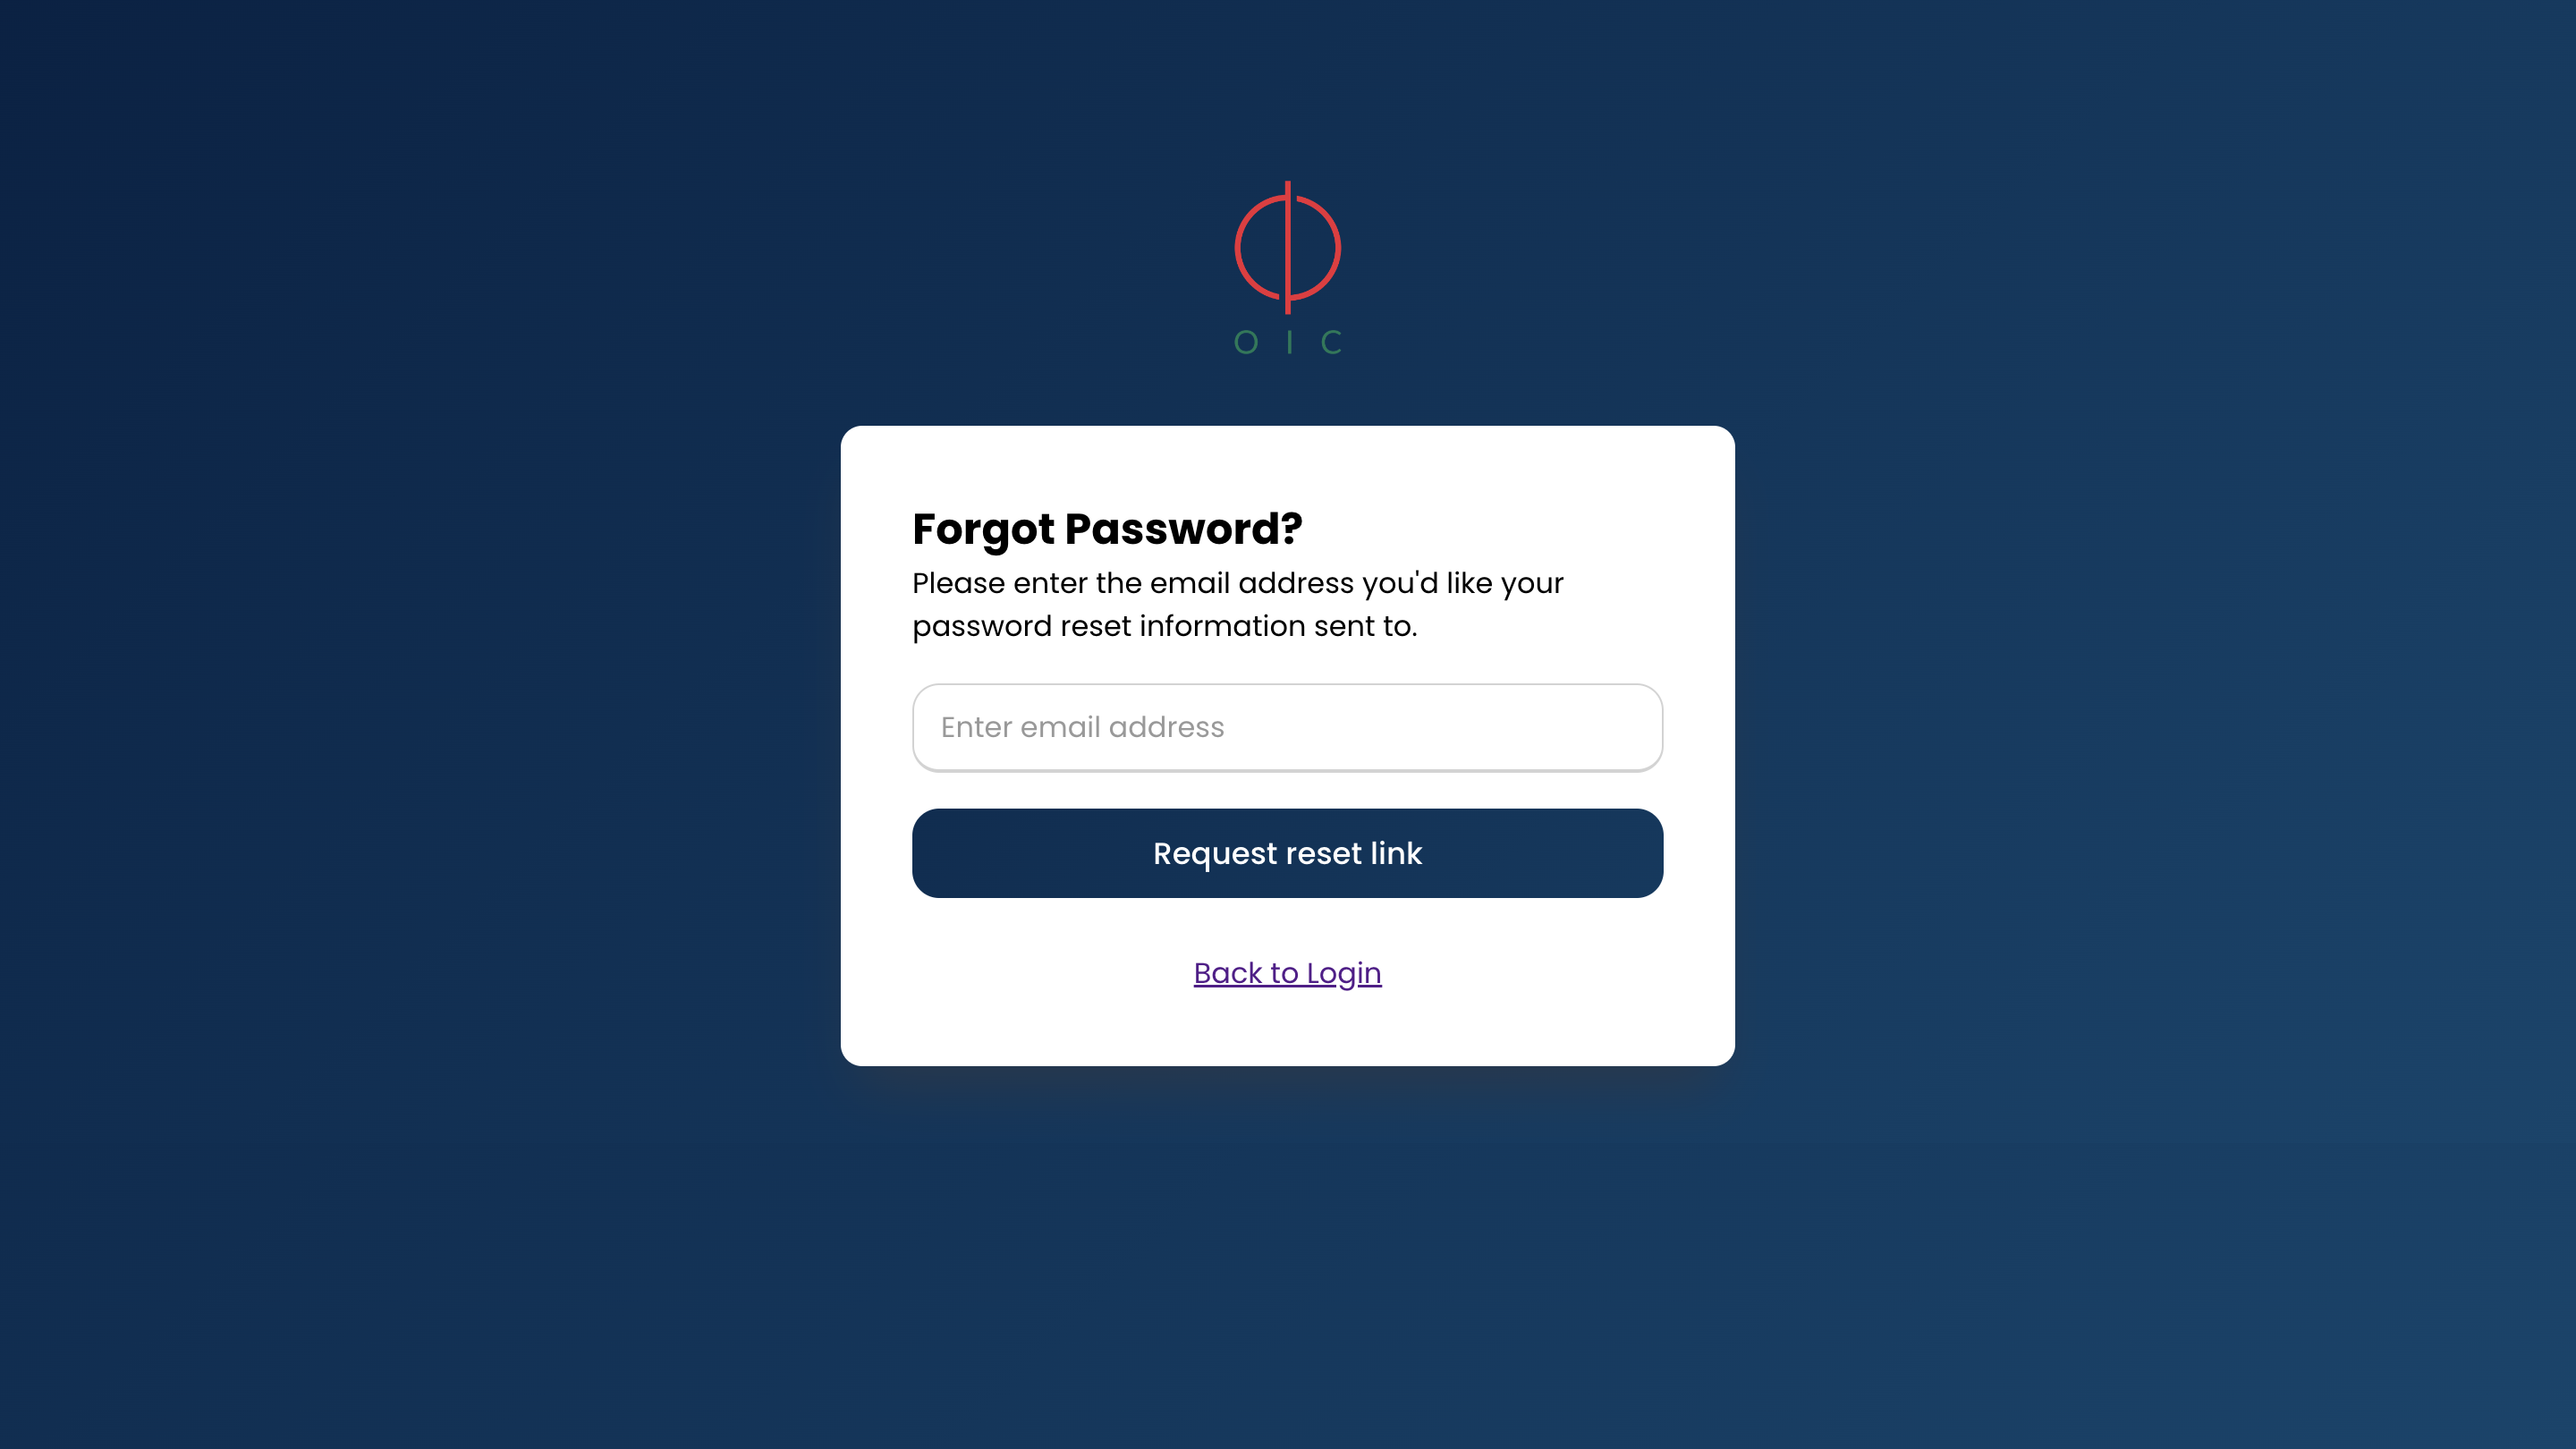 O I C
Forgot Password?
Please enter the email address you'd like your
password reset information sent to.
Enter email address
Request reset link
Back to Login